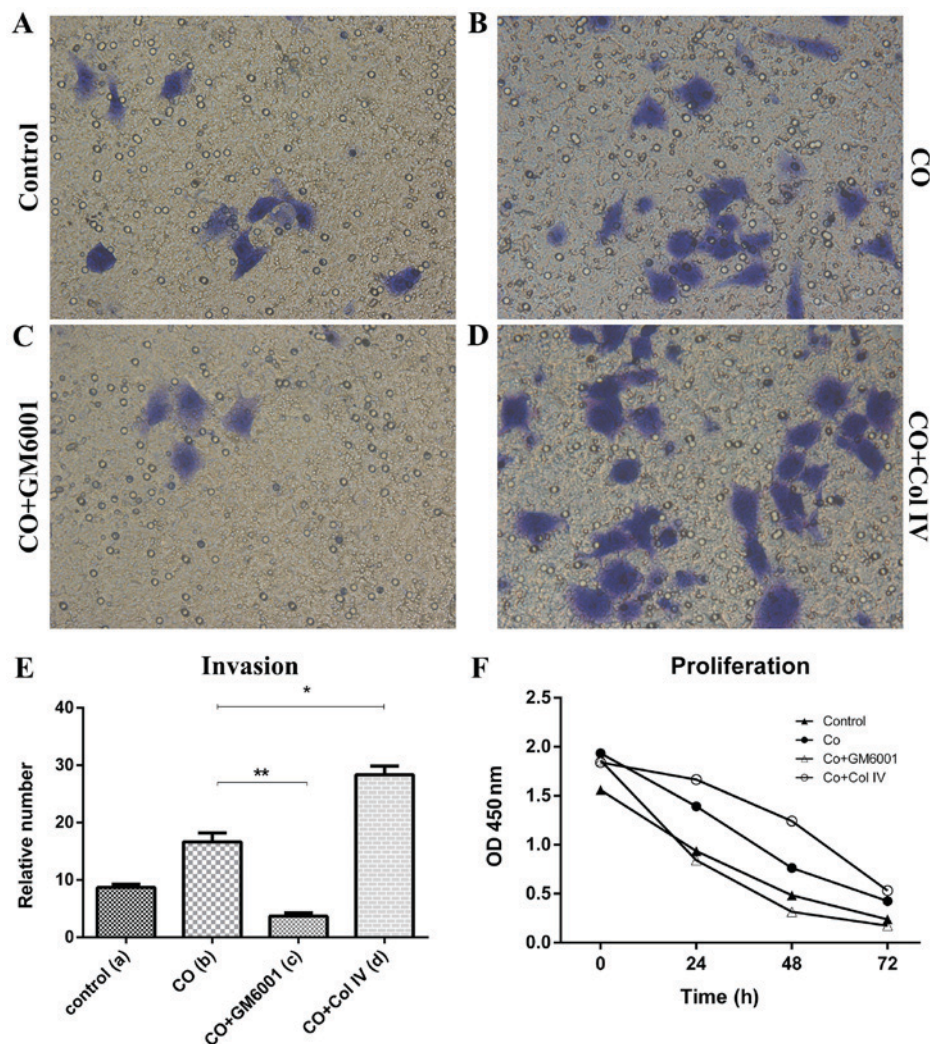 A
Control
B
CO
C
CO+GM6001
D
CO+Col IV
E
Invasion
Relative number
40
30
20
10
0
*
**
control (a)
CO (b)
CO+GM6001 (c)
CO+Col IV (d)
F
Proliferation
OD 450 nm
2.5
2.0
1.5
1.0
0.5
0.0
Control
Co
Co+GM6001
Co+Col IV
0 24 48 72
Time (h)